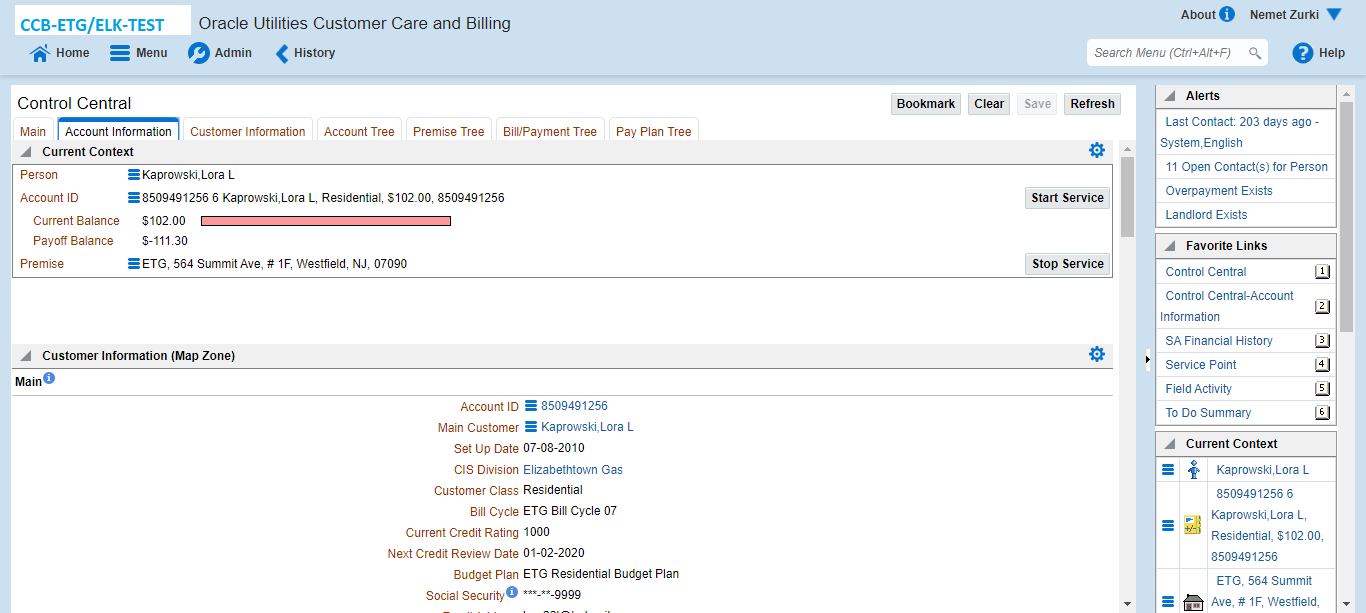 CCB-ETG/ELK-TEST
Oracle Utilities Customer Care and Billing
About
Nemet Zurki
Home
Menu
Admin
History
Search Menu (Ctrl+Alt+F)
Help
Control Central
Bookmark
Clear
Save
Refresh
Main
Account Information
Customer Information
Account Tree
Premise Tree
Bill/Payment Tree
Pay Plan Tree
Current Context
Person Kaprowski,Lora L
Account ID 8509491256 6 Kaprowski,Lora L, Residential, $102.00, 8509491256
Start Service
Current Balance $102.00
Payoff Balance $-111.30
Premise ETG, 564 Summit Ave, # 1F, Westfield, NJ, 07090
Stop Service
Customer Information (Map Zone)
Main
Account ID 8509491256
Main Customer Kaprowski,Lora L
Set Up Date 07-08-2010
CIS Division Elizabethtown Gas
Customer Class Residential
Bill Cycle ETG Bill Cycle 07
Current Credit Rating 1000
Next Credit Review Date 01-02-2020
Budget Plan ETG Residential Budget Plan
Social Security ***-**-9999
Alerts
Last Contact: 203 days ago -
System,English
11 Open Contact(s) for Person
Overpayment Exists
Landlord Exists
Favorite Links
Control Central 1
Control Central-Account
Information 2
SA Financial History 3
Service Point 4
Field Activity 5
To Do Summary 6
Current Context
Kaprowski,Lora L
8509491256 6
Kaprowski,Lora L,
Residential, $102.00,
8509491256
ETG, 564 Summit
Ave, # 1F, Westfield,